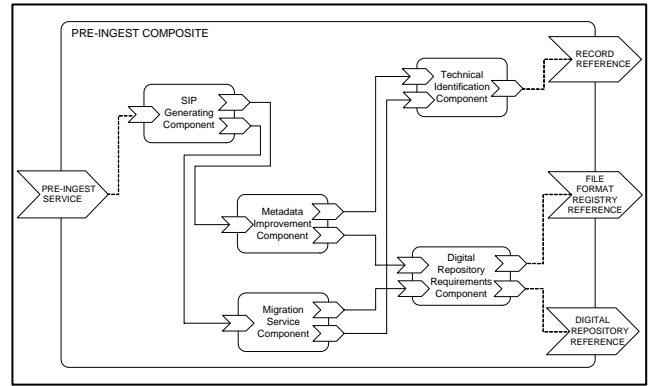 PRE-INGEST COMPOSITE
RECORD
REFERENCE
Technical
Identification
Component
SIP
Generating
Component
PRE-INGEST
SERVICE
FILE
FORMAT
REGISTRY
REFERENCE
Metadata
Improvement
Component
Digital
Repository
Requirements
Component
Migration
Service
Component
DIGITAL
REPOSITORY
REFERENCE